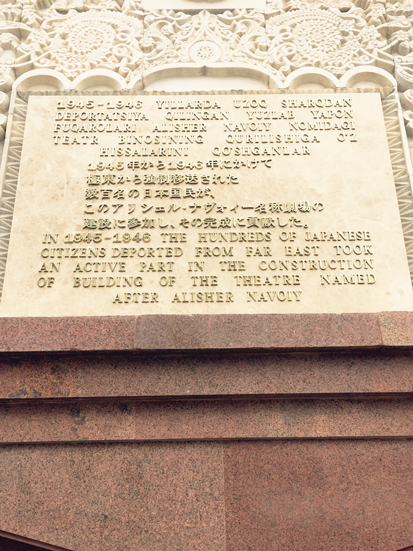 1945-1946 YILLARDA UZOQ SHARQDAN
DEPORTATSIYA QILINGAN YUZLAB YAPON
FUQAROLARI ALISHER NAVOIY NOMIDAGI
TEATR BINOSINING QURILISHIGA O'Z
HISSALARINI QOSHGANLAR
1945年から1946年にかけて
極東から強制移送された
数百名の日本国民が、
このアリシェル・ナヴォイー名称劇場の
建設に参加し、その完成に貢献した。
IN 1945-1946 THE HUNDREDS OF JAPANESE
CITIZENS DEPORTED FROM FAR EAST TOOK
AN ACTIVE PART IN THE CONSTRUCTION
OF BUILDING OF THE THEATRE NAMED
AFTER ALISHER NAVOIY